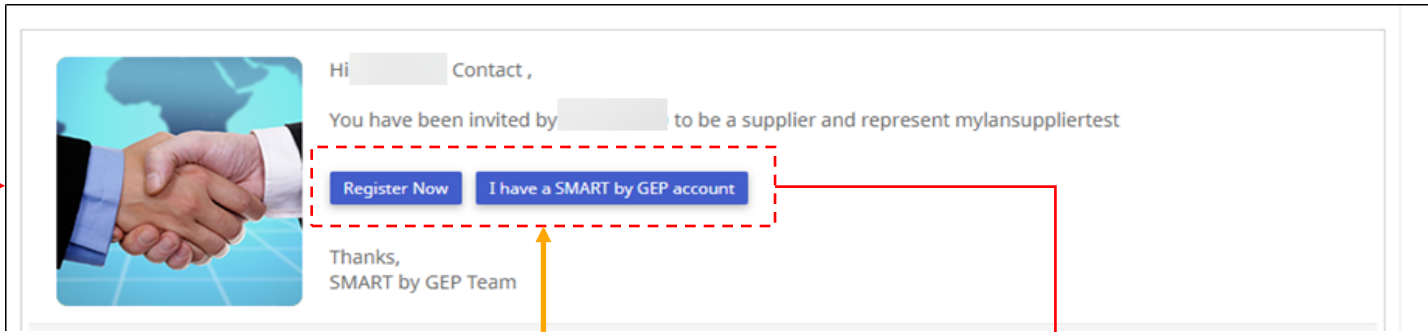 Hi Contact ,
You have been invited by to be a supplier and represent mylansuppliertest
Register Now I have a SMART by GEP account
Thanks,
SMART by GEP Team